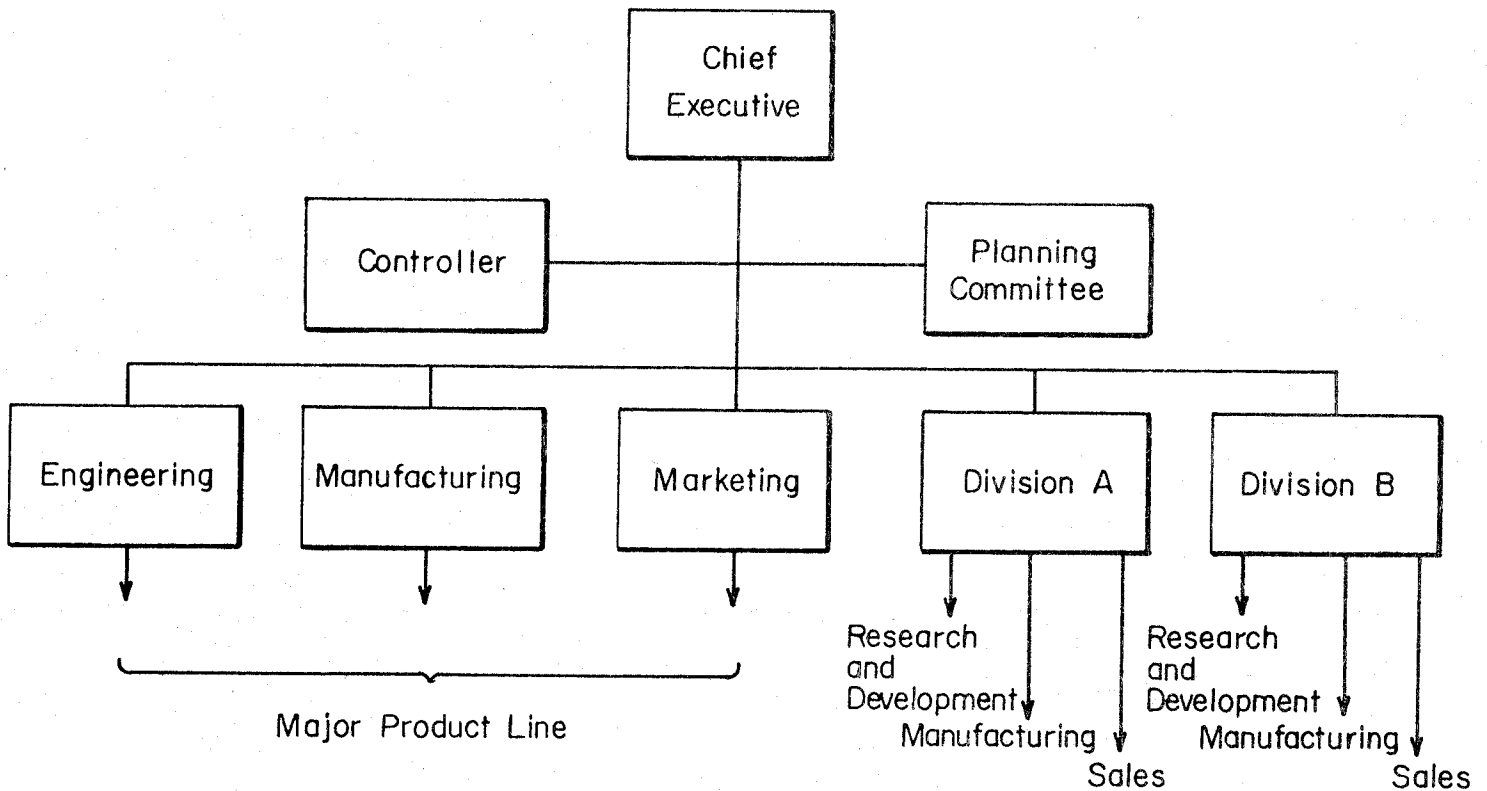 Chief
Executive
Controller
Planning
Committee
Engineering
Manufacturing
Marketing
Division A
Division B
Research
and
Development
Manufacturing
Sales
Research
and
Development
Manufacturing
Sales
Major Product Line